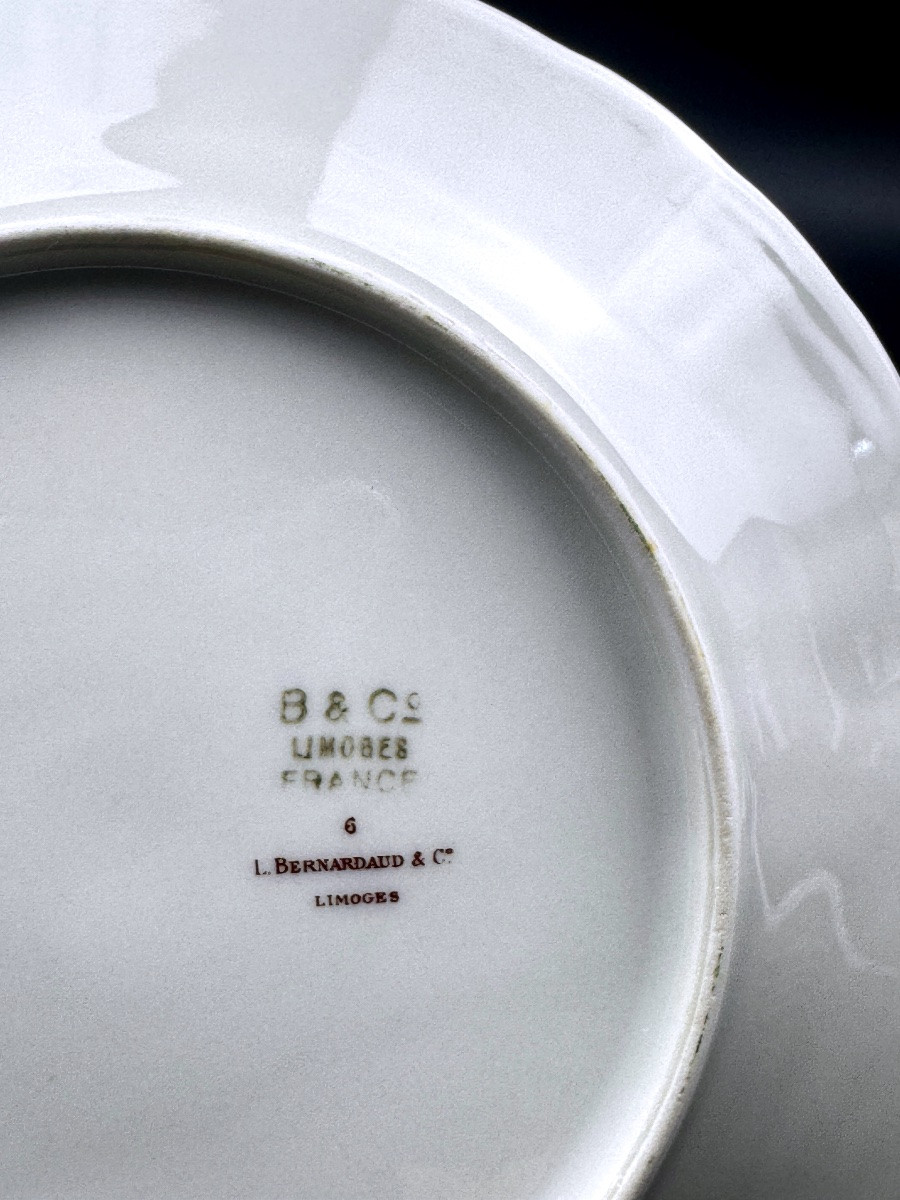 B & Cº
LIMOGES
FRANCE
6
L. BERNARDAUD & Cº
LIMOGES